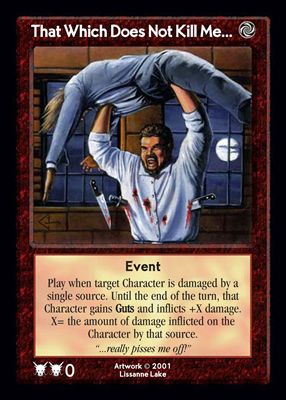 That Which Does Not Kill Me...
Event
Play when target Character is damaged by a
single source. Until the end of the turn, that
Character gains Guts and inflicts +X damage.
X= the amount of damage inflicted on the
Character by that source.
"...really pisses me off!"
0
Artwork © 2001
Lissanne Lake